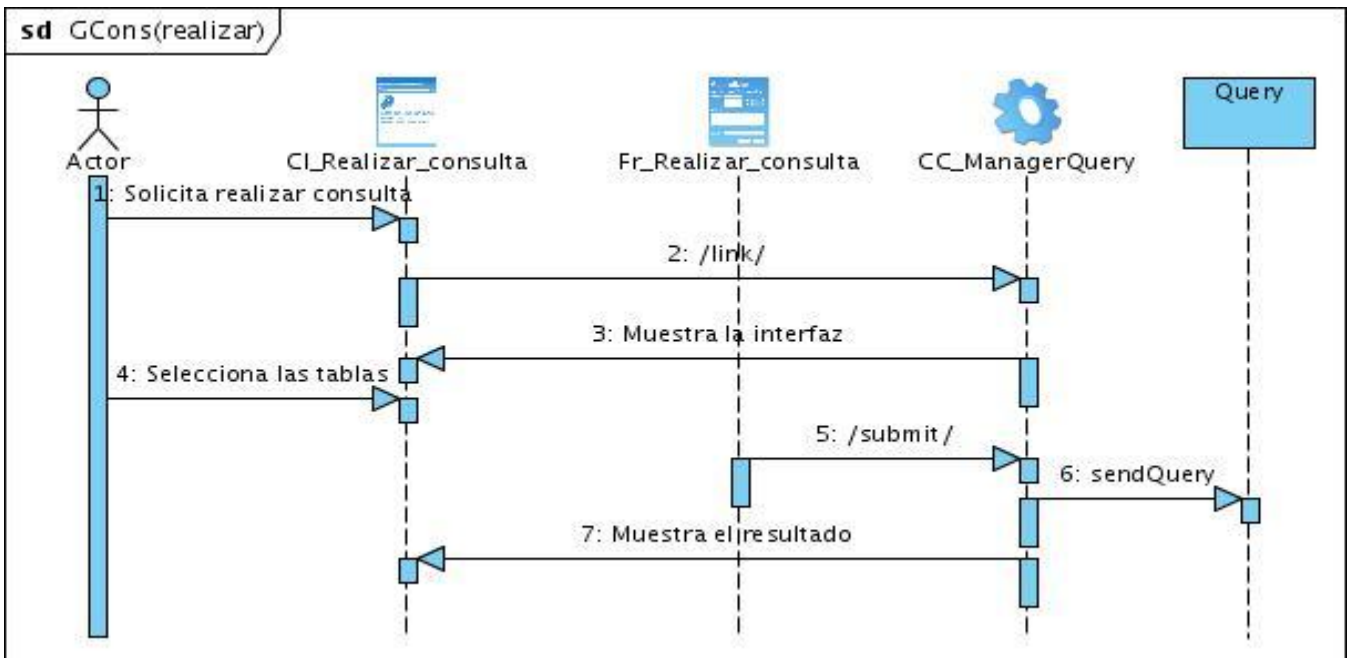 sd GCons(realizar)
Actor
CI_Realizar_consulta
Fr_Realizar_consulta
CC_ManagerQuery
Query
1: Solicita realizar consulta
2: /link/
3: Muestra la interfaz
4: Selecciona las tablas
5: /submit/
6: sendQuery
7: Muestra el resultado